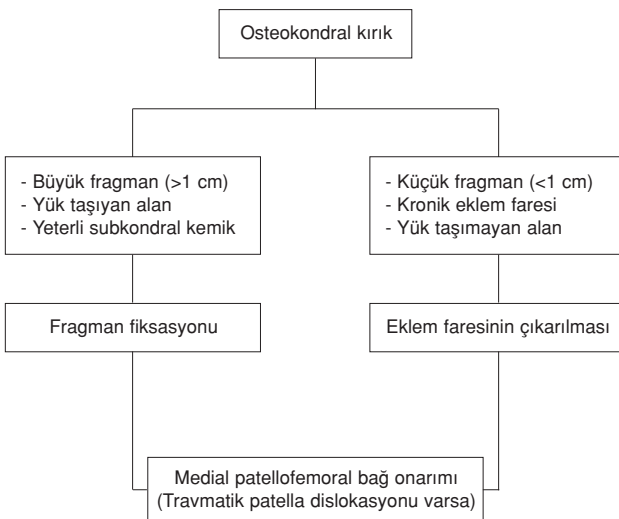 Osteokondral kırık
- Büyük fragman (>1 cm)
- Yük taşıyan alan
- Yeterli subkondral kemik
- Küçük fragman (<1 cm)
- Kronik eklem faresi
- Yük taşımayan alan
Fragman fiksasyonu
Eklem faresinin çıkarılması
Medial patellofemoral bağ onarımı
(Travmatik patella dislokasyonu varsa)